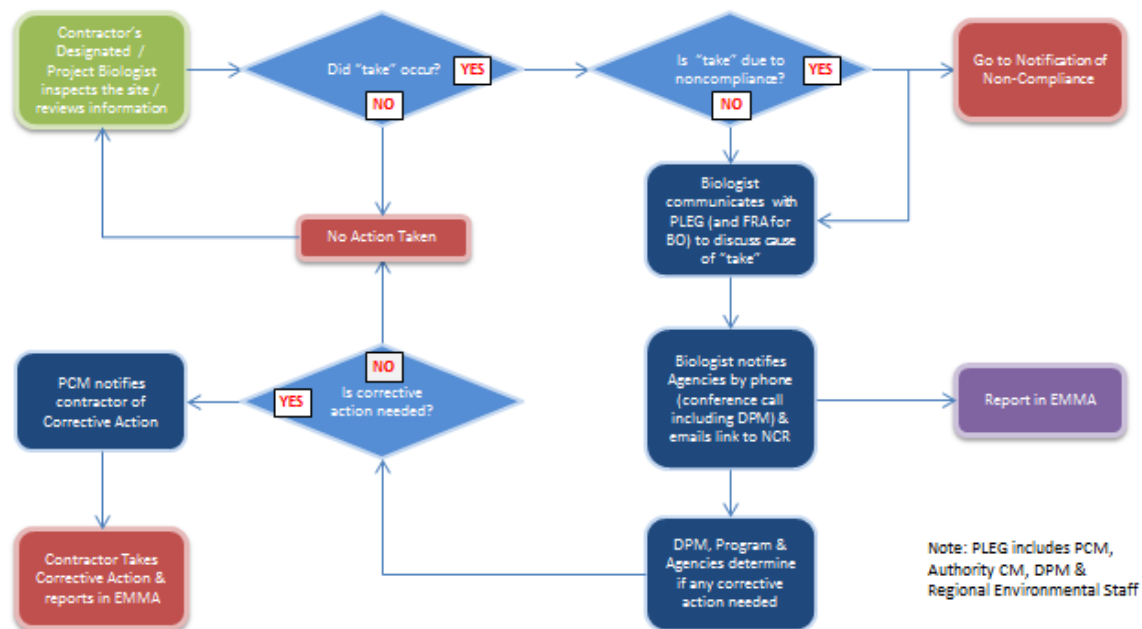 Contractor's
Designated /
Project Biologist
inspects the site /
reviews information
Did "take" occur?
YES
NO
Is "take" due to
noncompliance?
YES
NO
Go to Notification of
Non-Compliance
Biologist
communicates with
PLEG (and FRA for
BO) to discuss cause
of "take"
No Action Taken
Biologist notifies
Agencies by phone
(conference call
including DPM) &
emails link to NCR
Report in EMMA
PCM notifies
contractor of
Corrective Action
NO
YES
Is corrective
action needed?
DPM, Program &
Agencies determine
if any corrective
action needed
Contractor Takes
Corrective Action &
reports in EMMA
Note: PLEG includes PCM,
Authority CM, DPM &
Regional Environmental Staff